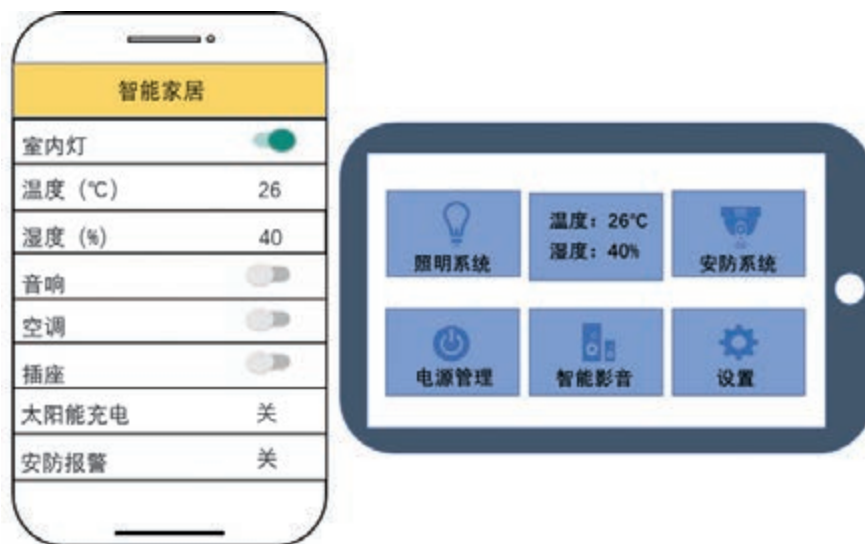 智能家居
室内灯
温度（℃） 26
湿度（%） 40
音响
空调
插座
太阳能充电 关
安防报警 关
照明系统
温度：26℃
湿度：40%
安防系统
电源管理
智能影音
设置